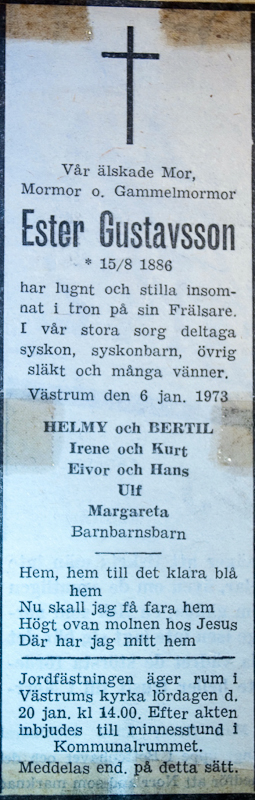 Vår älskade Mor,
Mormor o. Gammelmormor
Ester Gustavsson
* 15/8 1886
har lugnt och stilla insom-
nat i tron på sin Frälsare.
I vår stora sorg deltaga
syskon, syskonbarn, övrig
släkt och många vänner.
Västrum den 6 jan. 1973
HELMY och BERTIL
Irene och Kurt
Eivor och Hans
Ulf
Margareta
Barnbarnsbarn
Hem, hem till det klara blå
hem
Nu skall jag få fara hem
Högt ovan molnen hos Jesus
Där har jag mitt hem
Jordfästningen äger rum i
Västrums kyrka lördagen d.
20 jan. kl 14.00. Efter akten
inbjudes till minnesstund i
Kommunalrummet.
Meddelas end. på detta sätt.